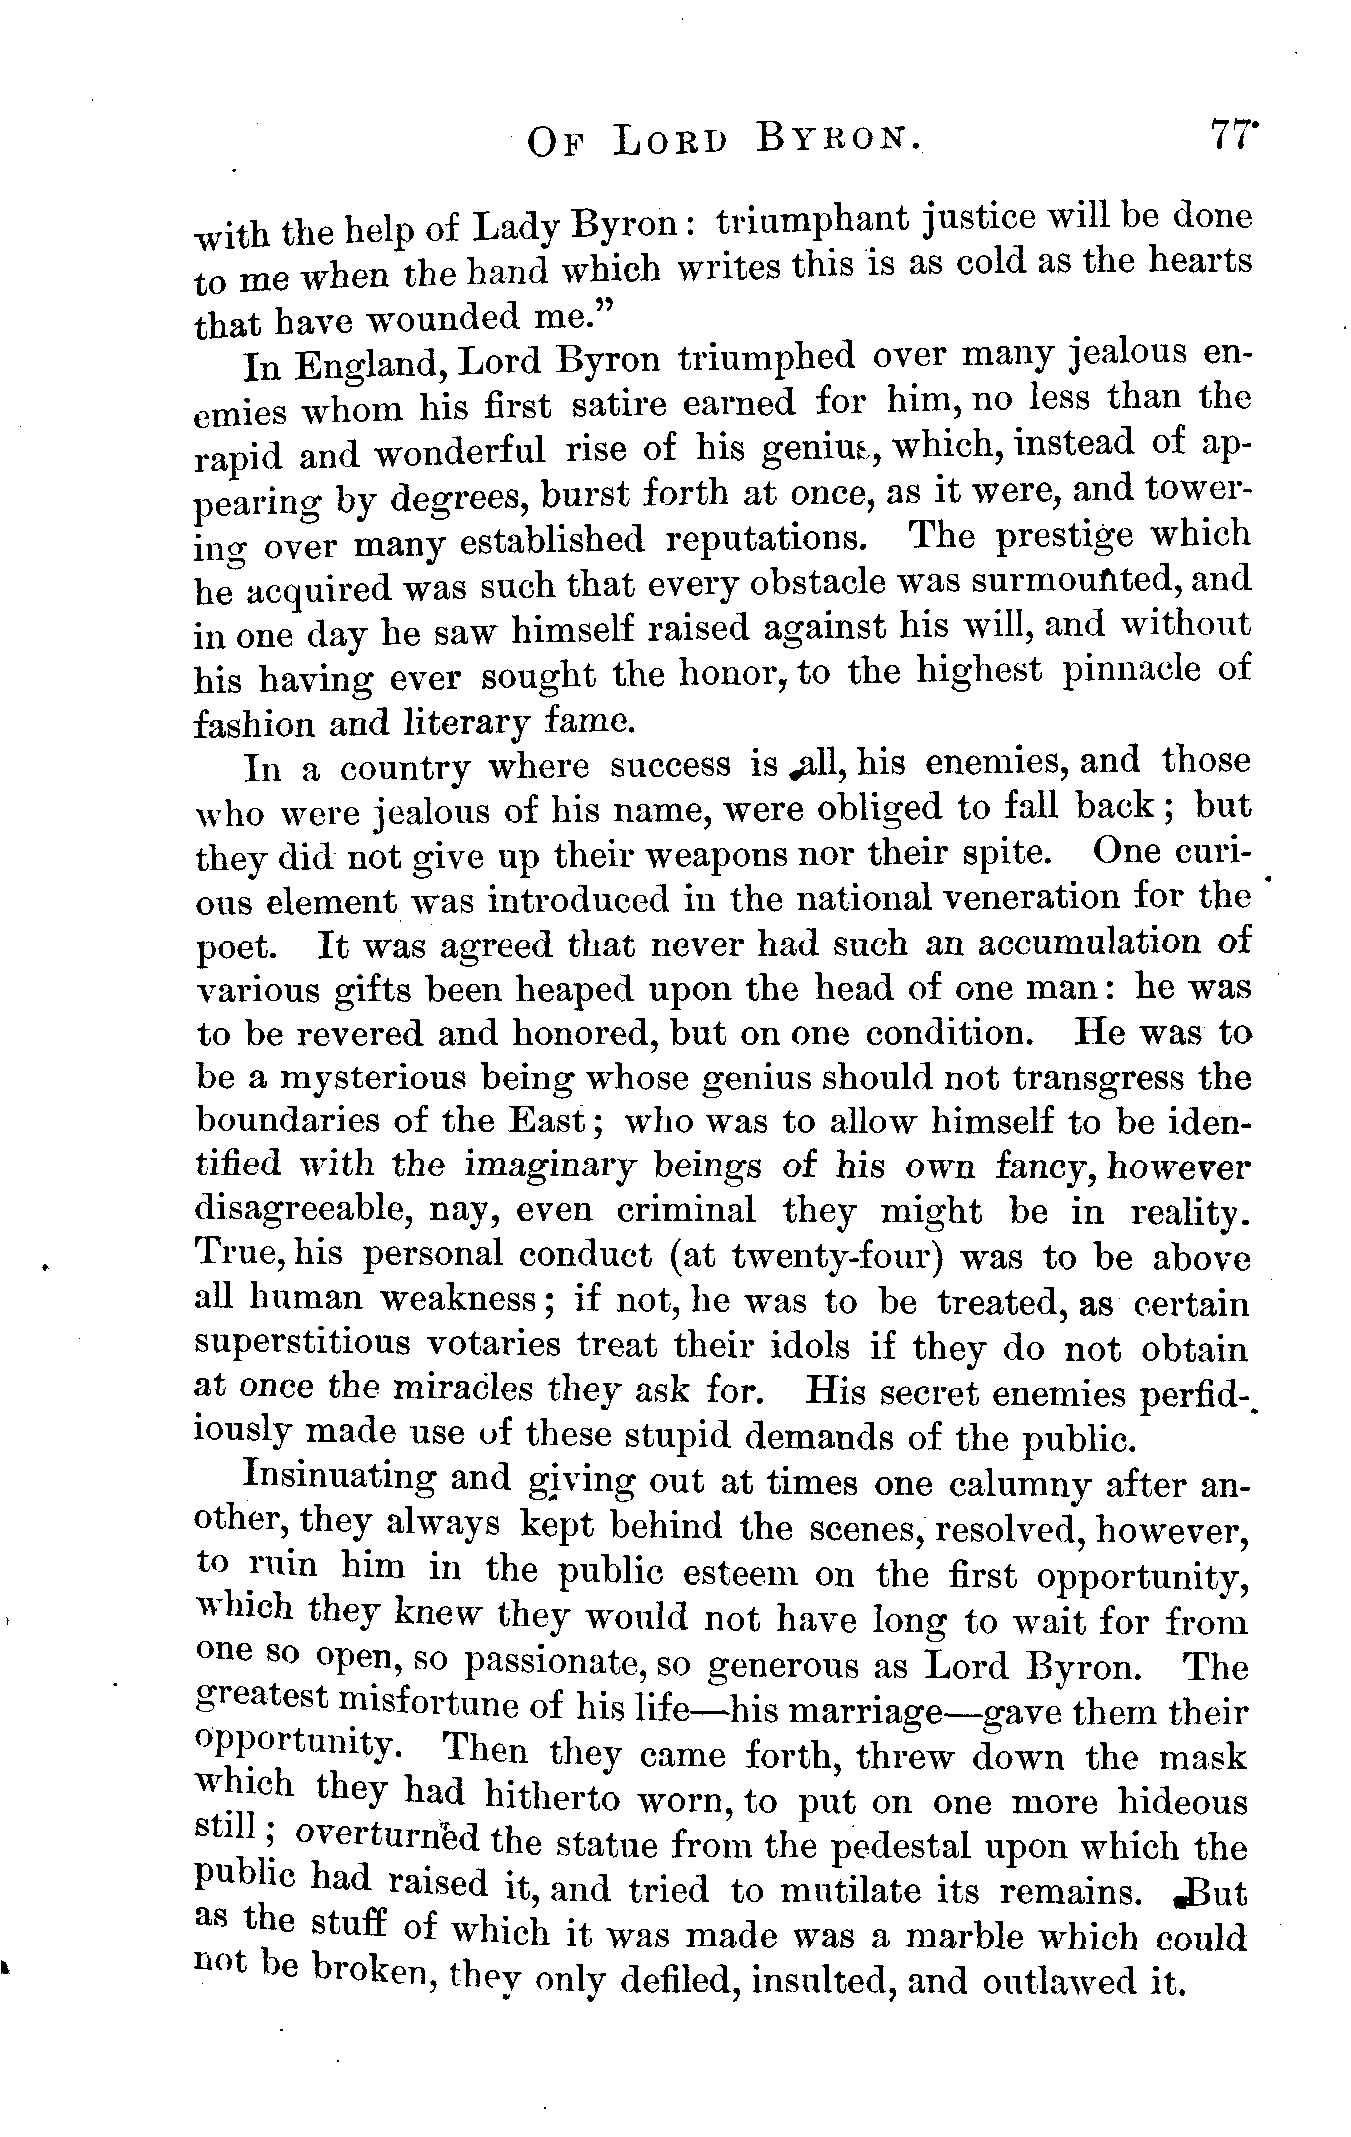 OF LORD BYRON. 77
with the help of Lady Byron: triumphant justice will be done
to me when the hand which writes this is as cold as the hearts
that have wounded me.”
In England, Lord Byron triumphed over many jealous en-
emies whom his first satire earned for him, no less than the
rapid and wonderful rise of his genius, which, instead of ap-
pearing by degrees, burst forth at once, as it were, and tower-
ing over many established reputations. The prestige which
he acquired was such that every obstacle was surmounted, and
in one day he saw himself raised against his will, and without
his having ever sought the honor, to the highest pinnacle of
fashion and literary fame.
In a country where success is all, his enemies, and those
who were jealous of his name, were obliged to fall back; but
they did not give up their weapons nor their spite. One curi-
ous element was introduced in the national veneration for the
poet. It was agreed that never had such an accumulation of
various gifts been heaped upon the head of one man: he was
to be revered and honored, but on one condition. He was to
be a mysterious being whose genius should not transgress the
boundaries of the East; who was to allow himself to be iden-
tified with the imaginary beings of his own fancy, however
disagreeable, nay, even criminal they might be in reality.
True, his personal conduct (at twenty-four) was to be above
all human weakness; if not, he was to be treated, as certain
superstitious votaries treat their idols if they do not obtain
at once the miracles they ask for. His secret enemies perfid-
iously made use of these stupid demands of the public.
Insinuating and giving out at times one calumny after an-
other, they always kept behind the scenes, resolved, however,
to ruin him in the public esteem on the first opportunity,
which they knew they would not have long to wait for from
one so open, so passionate, so generous as Lord Byron. The
greatest misfortune of his life—his marriage—gave them their
opportunity. Then they came forth, threw down the mask
which they had hitherto worn, to put on one more hideous
still; overturned the statue from the pedestal upon which the
public had raised it, and tried to mutilate its remains. But
as the stuff of which it was made was a marble which could
not be broken, they only defiled, insulted, and outlawed it.